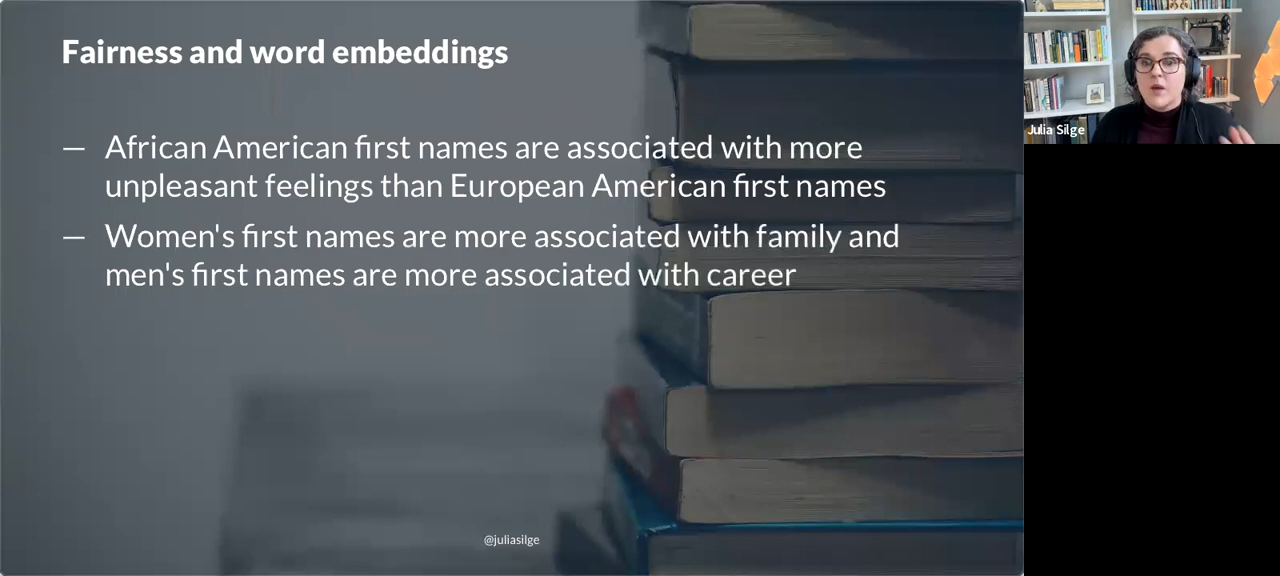 Fairness and word embeddings
— African American first names are associated with more
unpleasant feelings than European American first names
— Women's first names are more associated with family and
men's first names are more associated with career
@juliasilge
Julia Silge